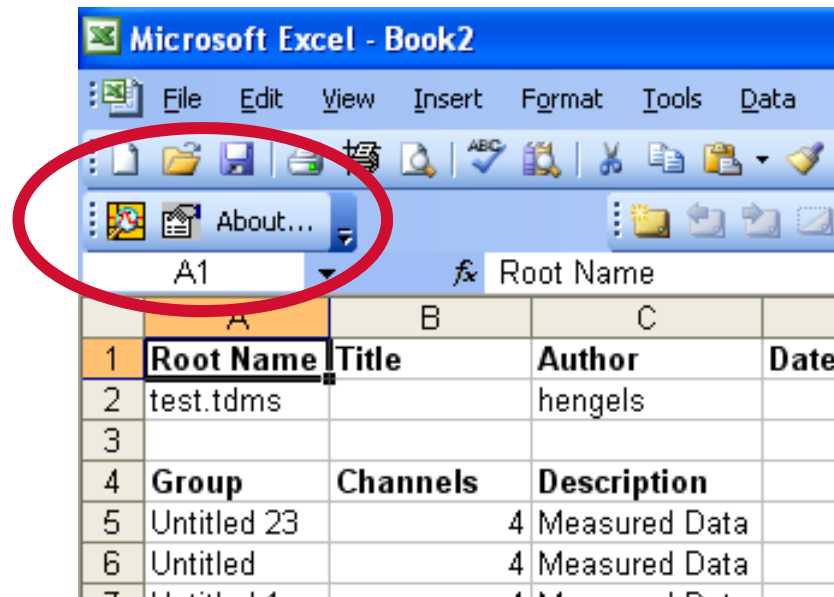 Microsoft Excel - Book2
File Edit View Insert Format Tools Data
ABC
About...
A1 fx Root Name
A B C
1 Root Name Title Author Date
2 test.tdms hengels
3
4 Group Channels Description
5 Untitled 23 4 Measured Data
6 Untitled 4 Measured Data